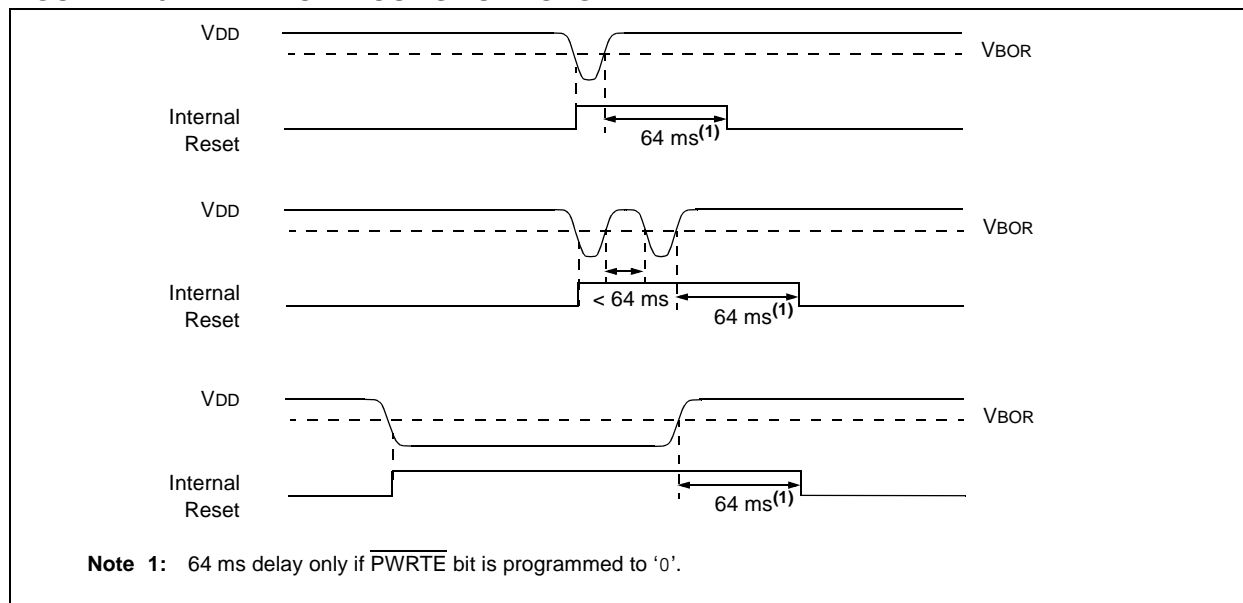 VDD
VBOR
Internal
Reset
64 ms(1)
VDD
VBOR
Internal
Reset
< 64 ms
64 ms(1)
VDD
VBOR
Internal
Reset
64 ms(1)
Note 1: 64 ms delay only if PWRTE bit is programmed to ‘0’.